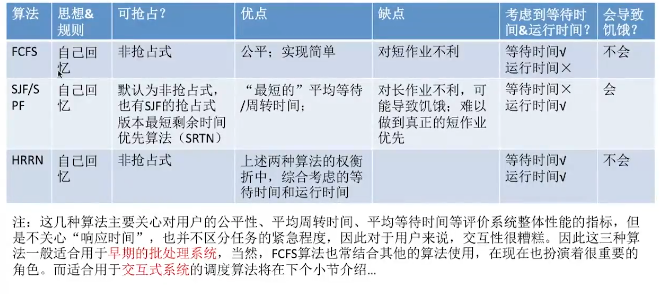 算法 思想& 可抢占? 优点 缺点 考虑到等待时 会导致
规则 间&运行时间? 饥饿?
FCFS 自己回 非抢占式 公平;实现简单 对短作业不利 等待时间√ 不会
忆 运行时间×
SJF/S 自己回 默认为非抢占式, “最短的”平均等待 对长作业不利,可 等待时间× 会
PF 忆 也有SJF的抢占式 /周转时间; 能导致饥饿;难以 运行时间√
版本最短剩余时间 做到真正的短作业
优先算法(SRTN) 优先
HRRN 自己回 非抢占式 上述两种算法的权衡 等待时间√ 不会
忆 折中,综合考虑的等 运行时间√
待时间和运行时间
注:这几种算法主要关心对用户的公平性、平均周转时间、平均等待时间等评价系统整体性能的指标,但
是不关心“响应时间”,也并不区分任务的紧急程度,因此对于用户来说,交互性很糟糕。因此这三种算
法一般适合用于早期的批处理系统,当然,FCFS算法也常结合其他的算法使用,在现在也扮演着很重要的
角色。而适合用于交互式系统的调度算法将在下个小节介绍...